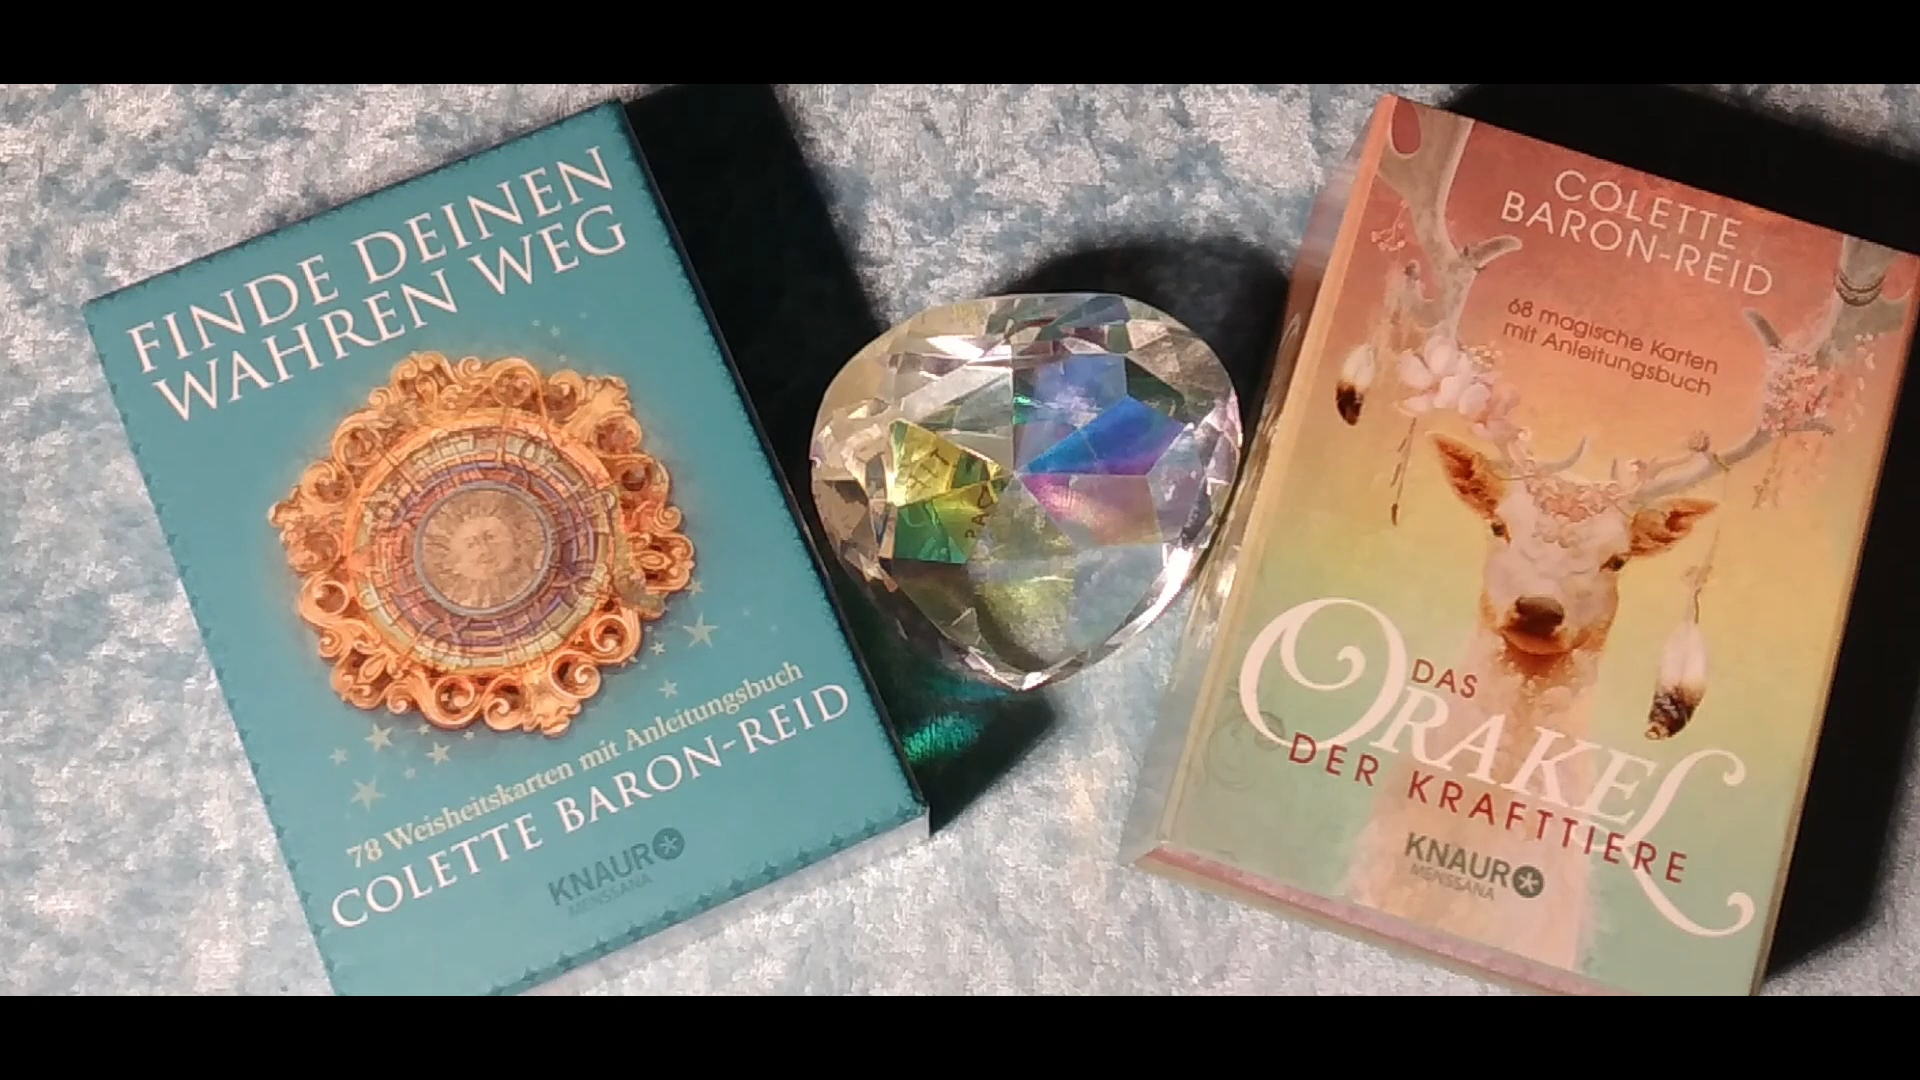 FINDE DEINEN
WAHREN WEG
78 Weisheitskarten mit Anleitungsbuch
COLETTE BARON-REID
KNAUR
MENSSANA
COLETTE
BARON-REID
68 magische Karten
mit Anleitungsbuch
DAS
ORAKEL
DER KRAFTTIERE
KNAUR
MENSSANA